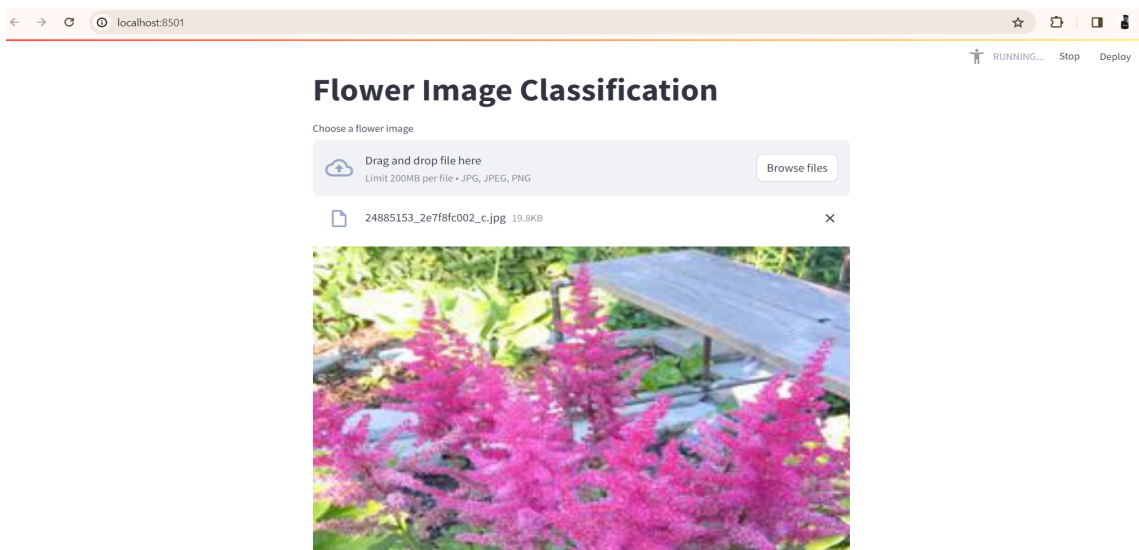 localhost:8501
RUNNING... Stop Deploy
Flower Image Classification
Choose a flower image
Drag and drop file here
Limit 200MB per file • JPG, JPEG, PNG
Browse files
24885153_2e7f8fc002_c.jpg 19.8KB